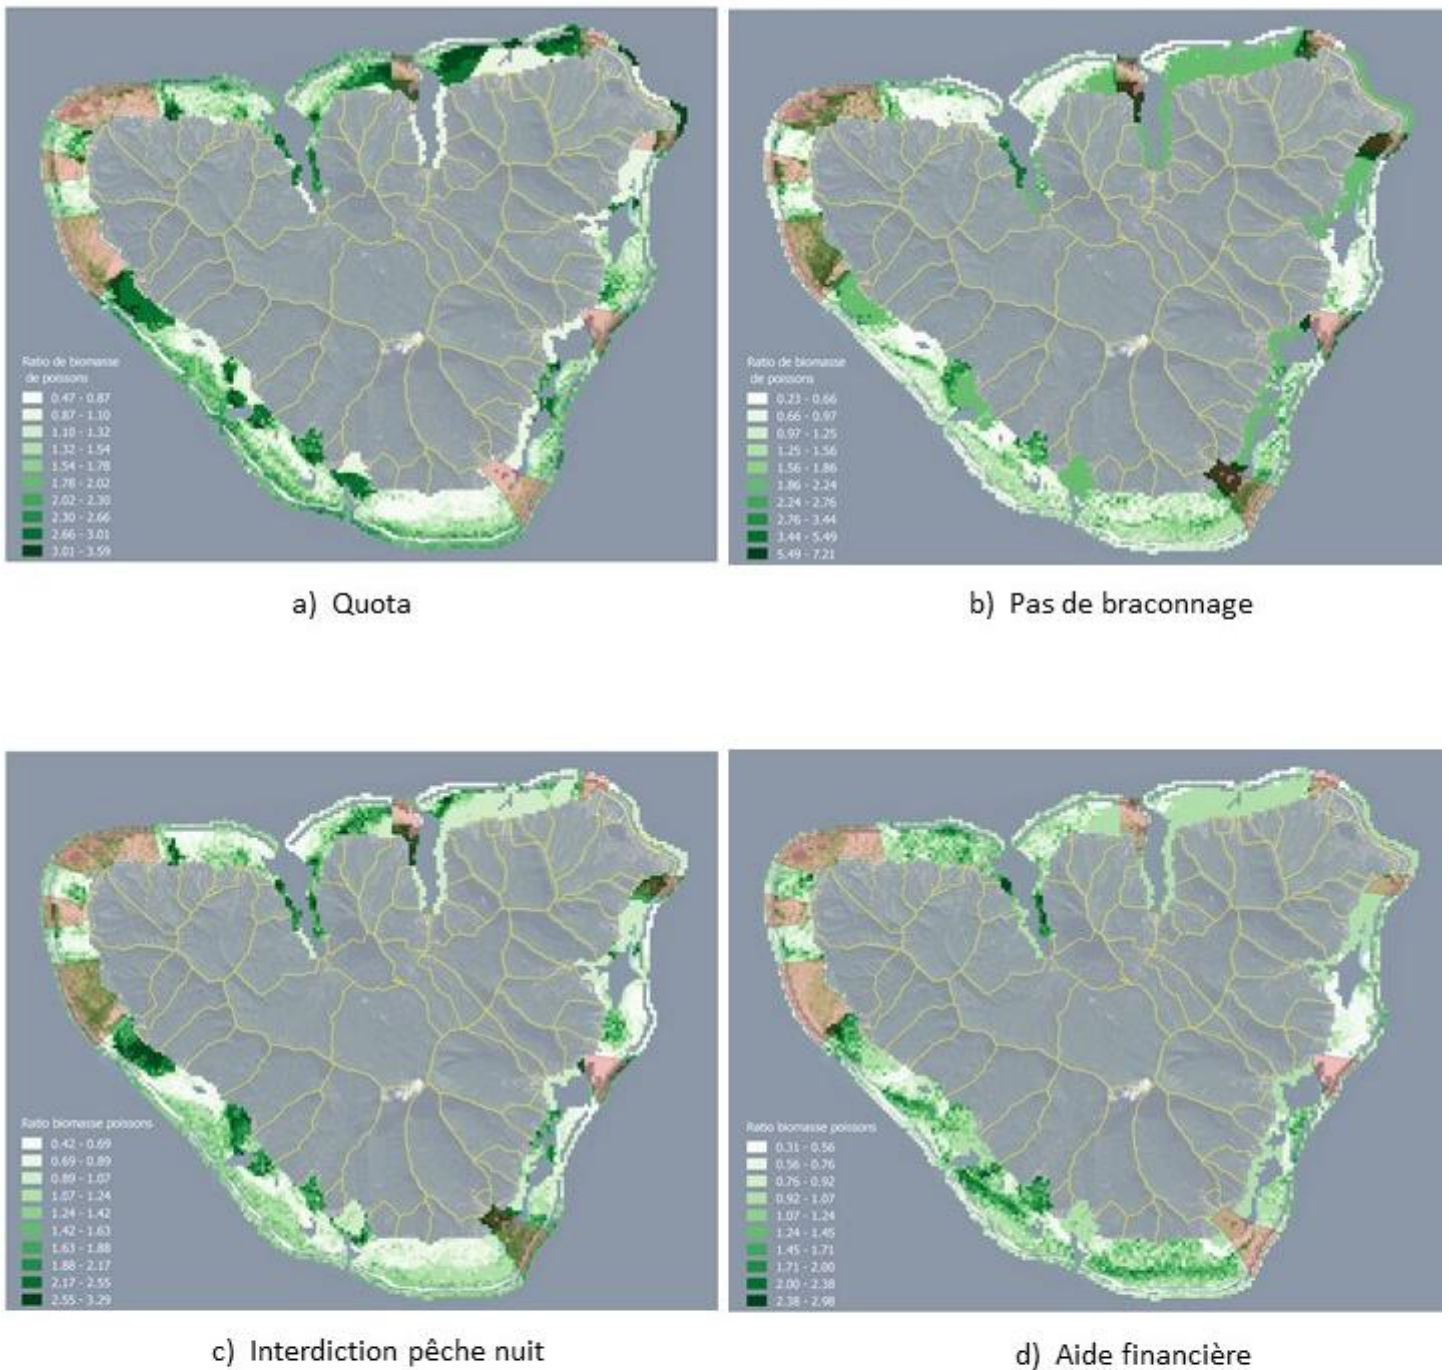 Ratio de biomasse
de poissons
0.47 - 0.87
0.87 - 1.10
1.10 - 1.32
1.32 - 1.54
1.54 - 1.78
1.78 - 2.02
2.02 - 2.30
2.30 - 2.66
2.66 - 3.01
3.01 - 3.59
a) Quota
Ratio de biomasse
de poissons
0.23 - 0.66
0.66 - 0.97
0.97 - 1.25
1.25 - 1.56
1.56 - 1.86
1.86 - 2.24
2.24 - 2.76
2.76 - 3.44
3.44 - 5.49
5.49 - 7.21
b) Pas de braconnage
Ratio biomasse poissons
0.42 - 0.69
0.69 - 0.89
0.89 - 1.07
1.07 - 1.24
1.24 - 1.42
1.42 - 1.63
1.63 - 1.88
1.88 - 2.17
2.17 - 2.55
2.55 - 3.29
c) Interdiction pêche nuit
Ratio biomasse poissons
0.31 - 0.56
0.56 - 0.76
0.76 - 0.92
0.92 - 1.07
1.07 - 1.24
1.24 - 1.45
1.45 - 1.71
1.71 - 2.00
2.00 - 2.38
2.38 - 2.98
d) Aide financière